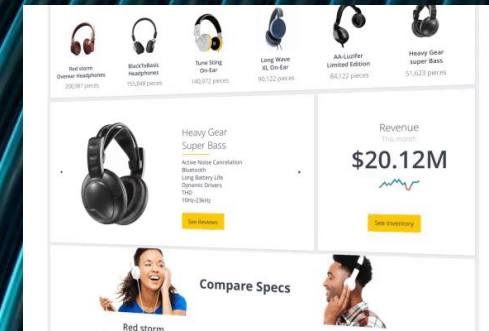 Red storm
Overear Headphones
200,987 pieces
BlackToBasic
Headphones
155,848 pieces
Tune Sting
On-Ear
140,972 pieces
Long Wave
XL On-Ear
90,122 pieces
AA-Luzifer
Limited Edition
84,122 pieces
Heavy Gear
super Bass
51,623 pieces
Heavy Gear
Super Bass
Active Noise Cancelation
Bluetooth
Long Battery Life
Dynamic Drivers
THD
10Hz-23kHz
See Reviews
Revenue
This month
$20.12M
See Inventory
Compare Specs
Red storm